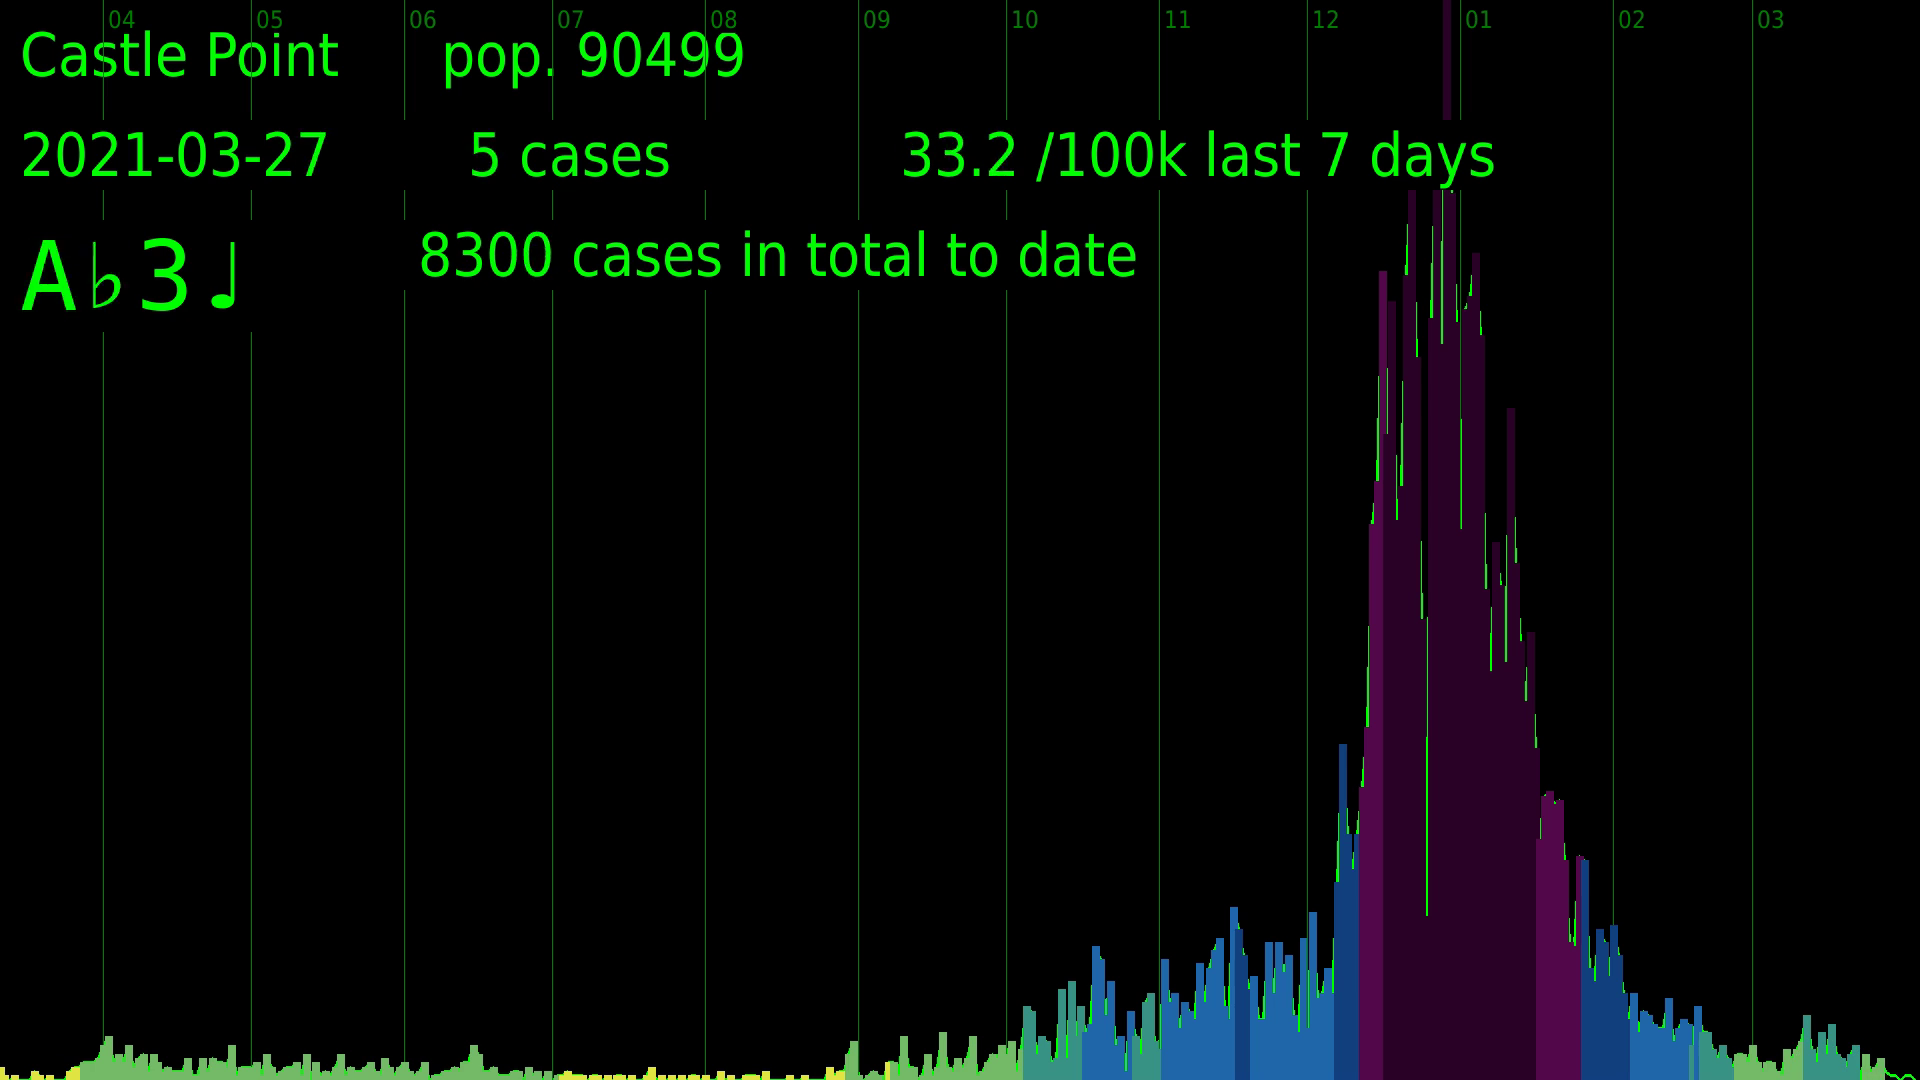 04 05 06 07 08 09 10 11 12 01 02 03
Castle Point pop. 90499
2021-03-27 5 cases 33.2 /100k last 7 days
A♭3♩ 8300 cases in total to date